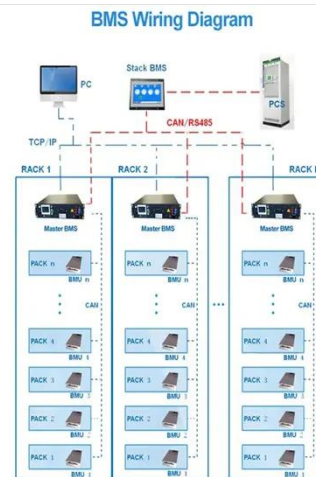 BMS Wiring Diagram
PC
Stack BMS
PCS
CAN/RS485
TCP/IP
RACK 1
RACK 2
RACK
Master BMS
Master BMS
Master BMS
PACK n
BMU n
PACK n
BMU n
PACK n
BMU n
CAN
CAN
CAN
PACK 4
BMU 4
PACK 4
BMU 4
PACK 4
BMU 4
PACK 3
BMU 3
PACK 3
BMU 3
PACK 3
BMU 3
PACK 2
BMU 2
PACK 2
BMU 2
PACK 2
BMU 2
PACK 1
BMU 1
PACK 1
BMU 1
PACK 1
BMU 1